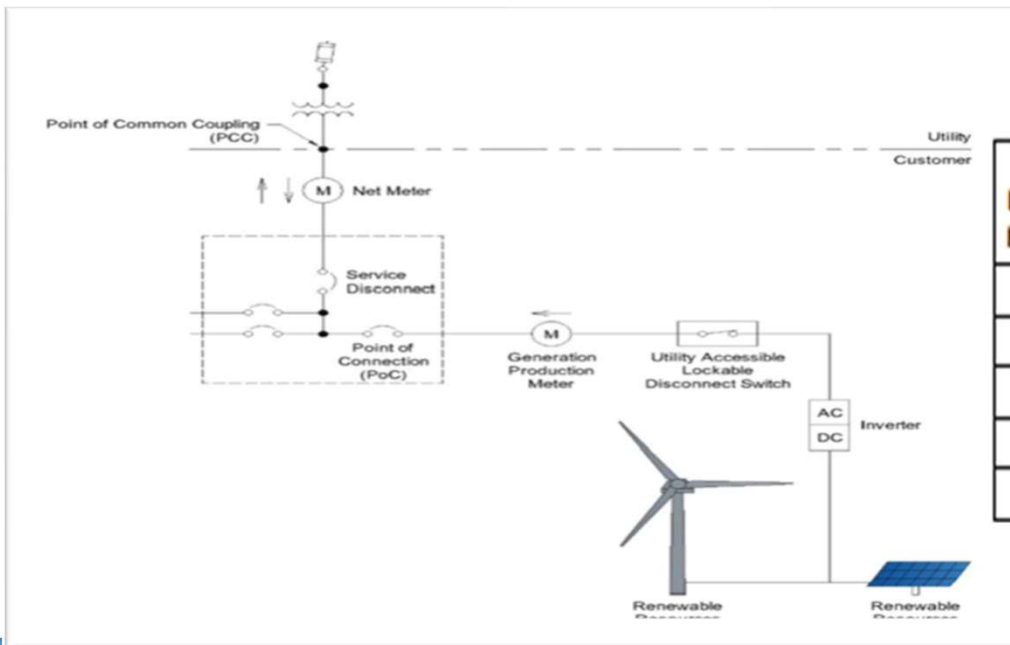 Point of Common Coupling
(PCC)
Utility
Customer
M
Net Meter
Service
Disconnect
Point of
Connection
(PoC)
M
Generation
Production
Meter
Utility Accessible
Lockable
Disconnect Switch
AC
DC
Inverter
Renewable
Renewable